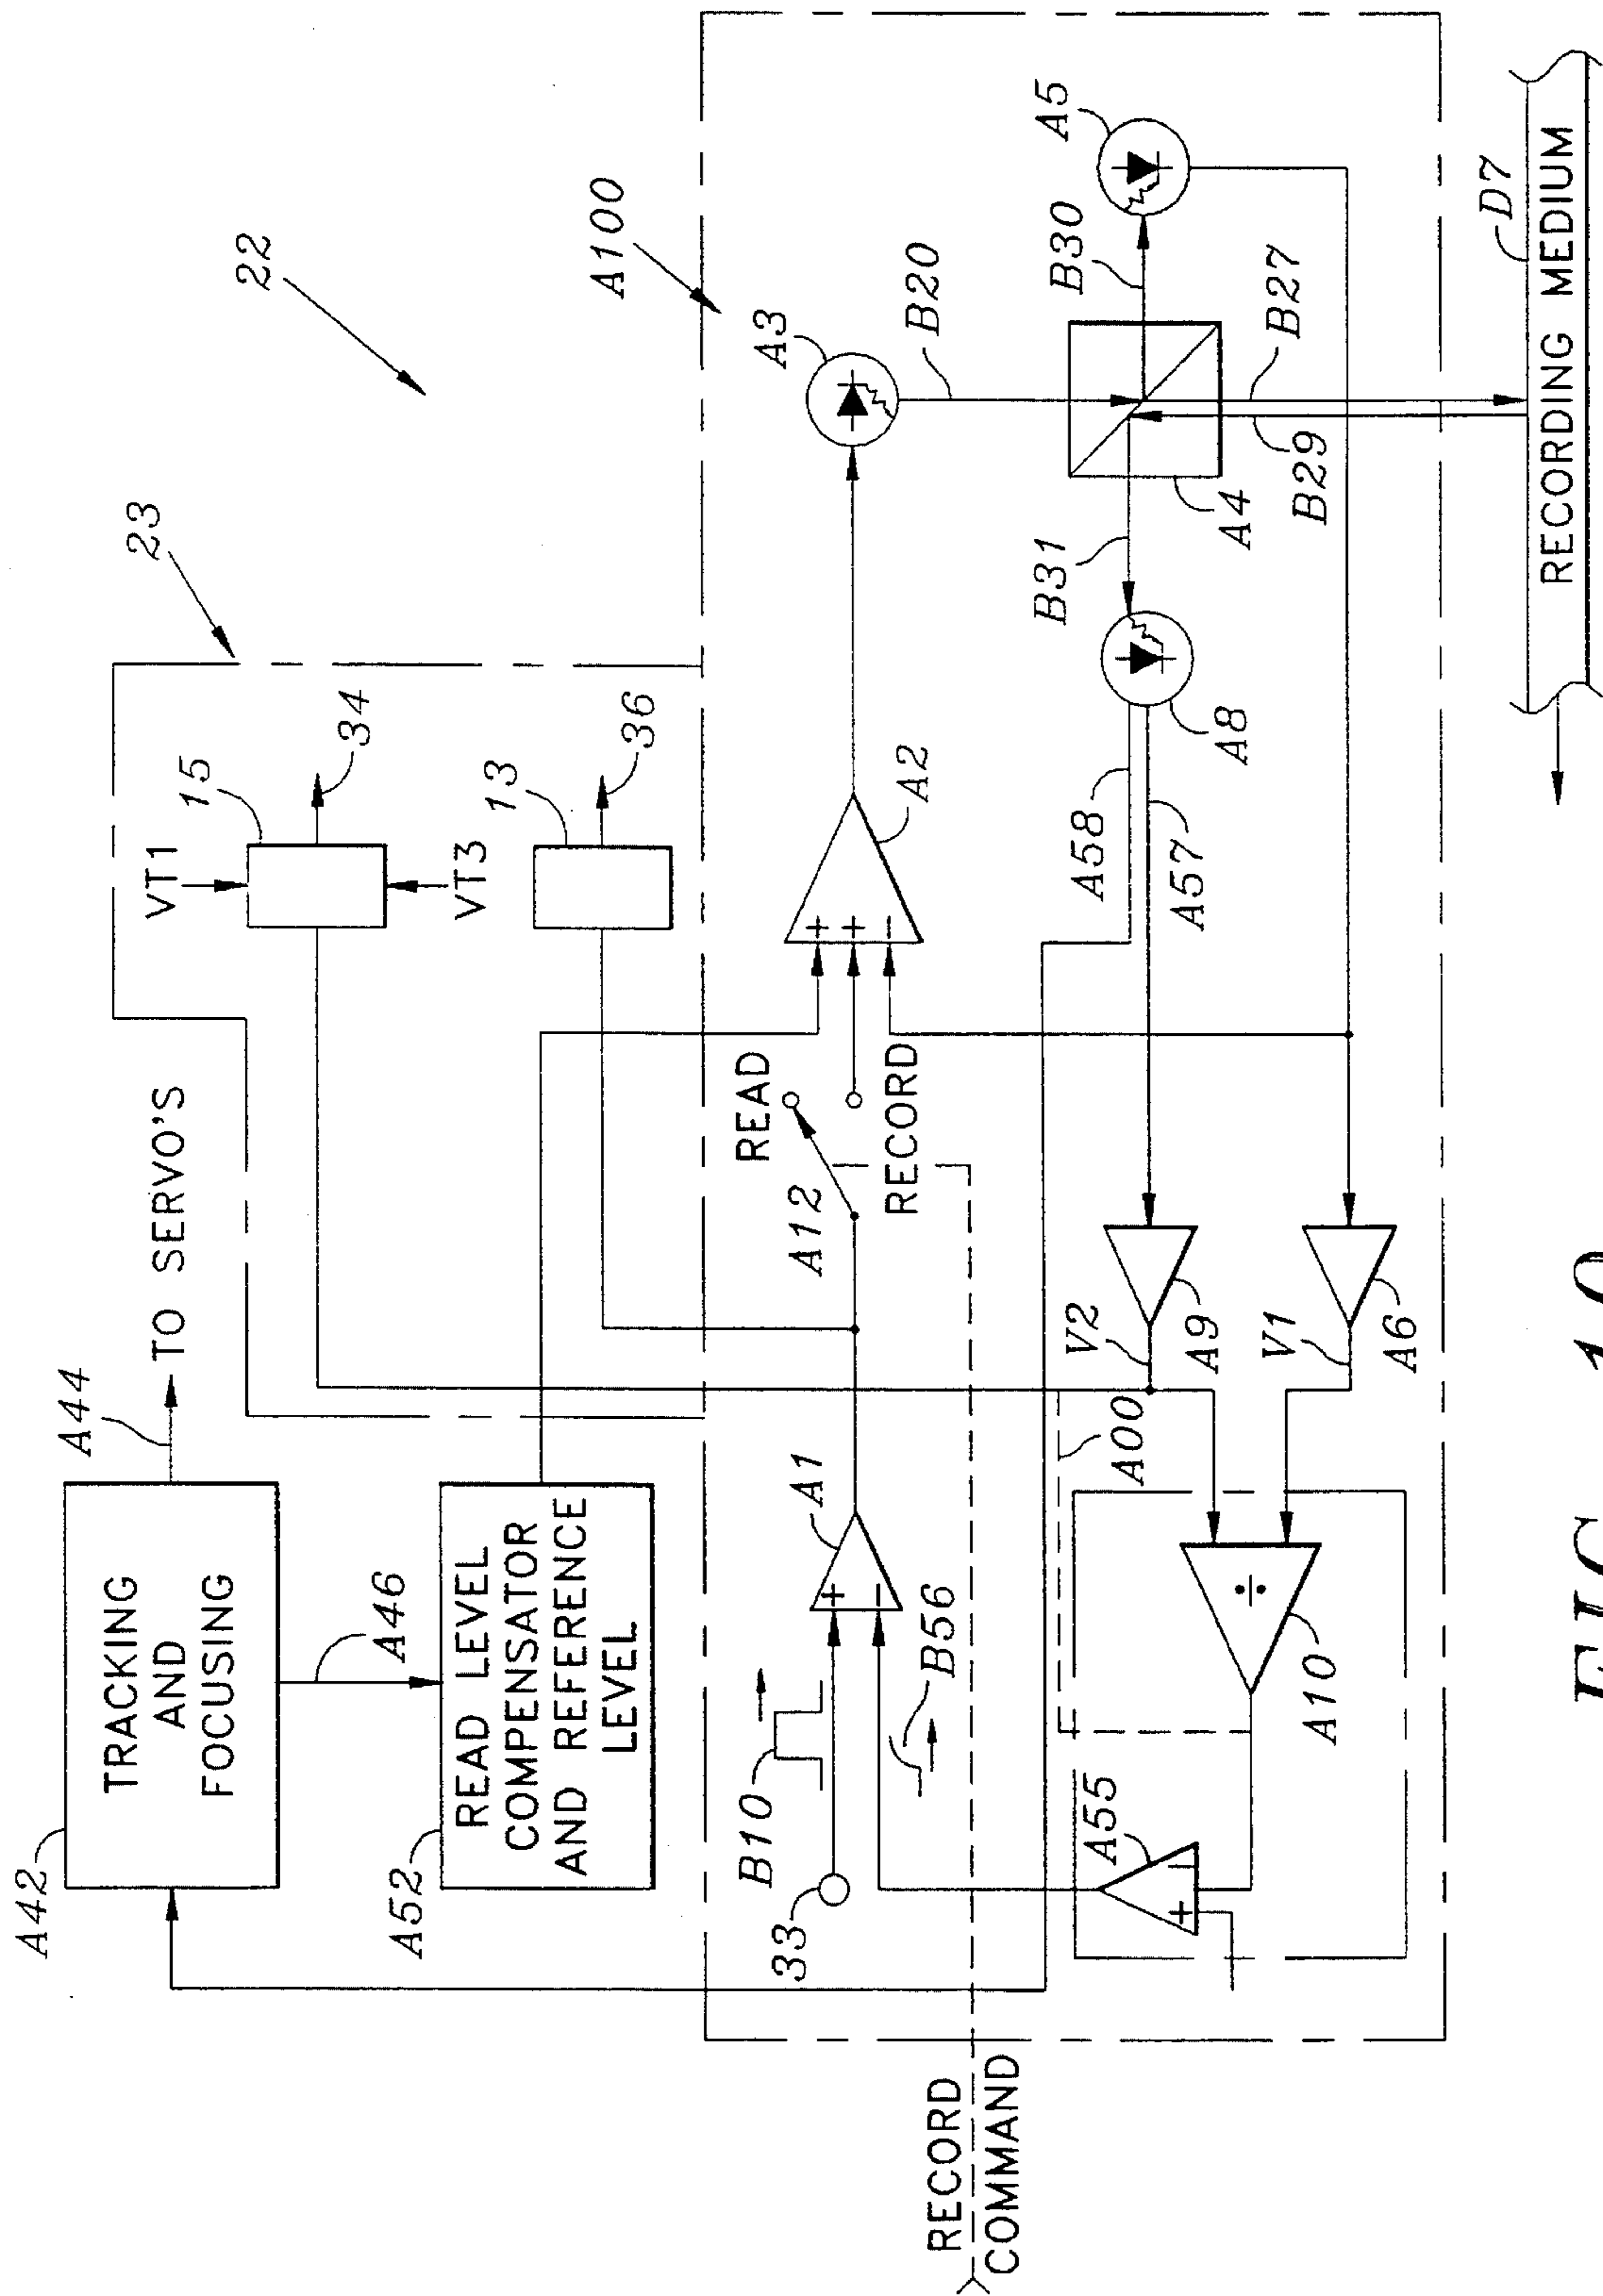 22
23
A100
VT1
15
34
VT3
13
36
A44
TO SERVO'S
A42
TRACKING
AND
FOCUSING
A46
A52
READ LEVEL
COMPENSATOR
AND REFERENCE
LEVEL
A3
B20
A5
B30
B31
A4
B29
B27
D7
RECORDING MEDIUM
A8
A58
A57
A2
+
+
−
READ
RECORD
A12
A1
+
−
B10
33
B56
V2
A9
V1
A6
A00
÷
A10
A55
+
−
RECORD
COMMAND